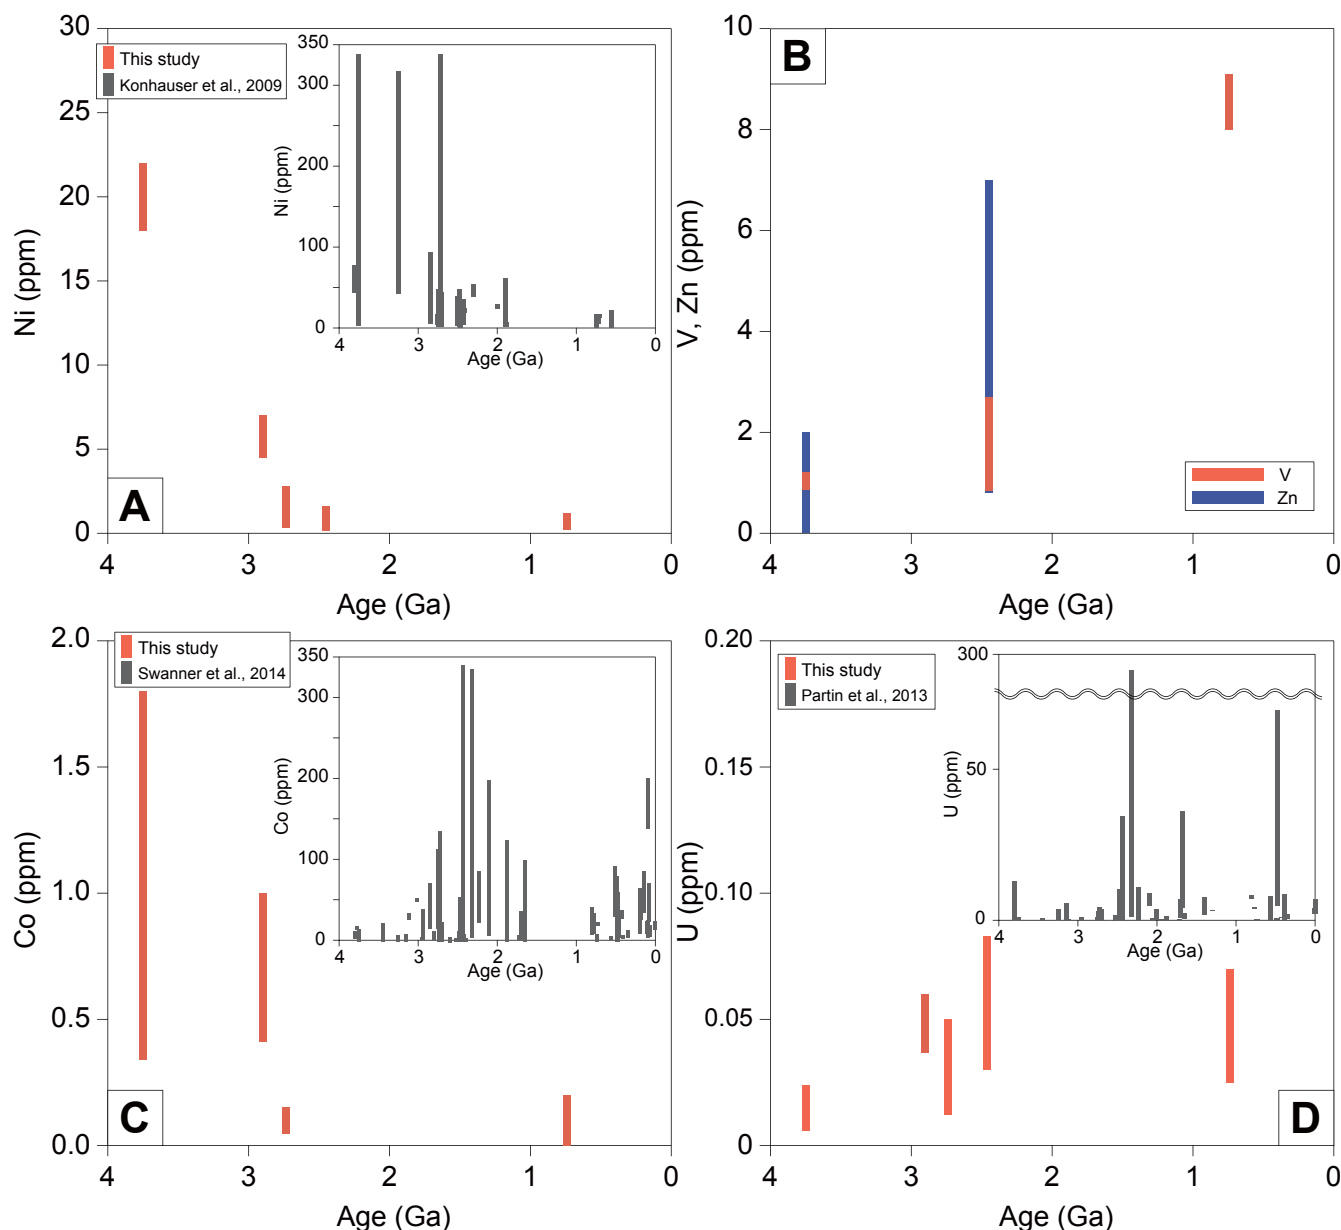 30
25
20
15
10
5
0
4
3
2
1
0
Ni (ppm)
Age (Ga)
This study
Konhauser et al., 2009
350
300
200
100
0
4
3
2
1
0
Ni (ppm)
Age (Ga)
A
10
8
6
4
2
0
4
3
2
1
0
V, Zn (ppm)
Age (Ga)
B
V
Zn
2.0
1.5
1.0
0.5
0.0
4
3
2
1
0
Co (ppm)
Age (Ga)
This study
Swanner et al., 2014
350
300
200
100
0
4
3
2
1
0
Co (ppm)
Age (Ga)
C
0.20
0.15
0.10
0.05
0
4
3
2
1
0
U (ppm)
Age (Ga)
This study
Partin et al., 2013
300
50
0
4
3
2
1
0
U (ppm)
Age (Ga)
D